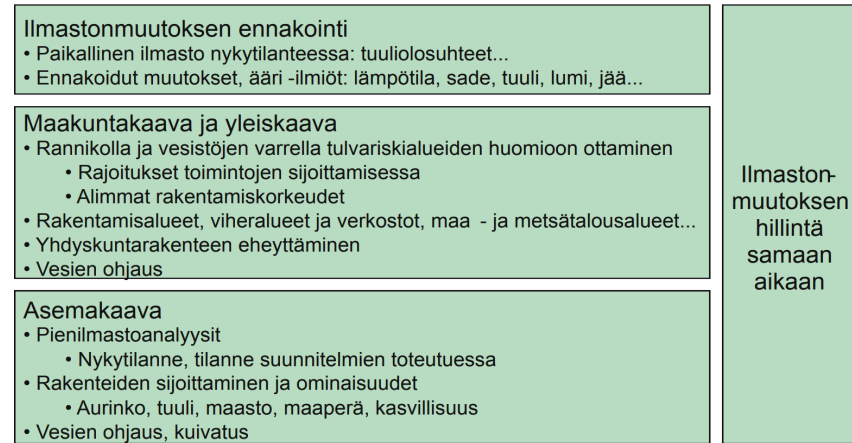 Ilmastonmuutoksen ennakointi
• Paikallinen ilmasto nykytilanteessa: tuuliolosuhteet...
• Ennakoidut muutokset, ääri -ilmiöt: lämpötila, sade, tuuli, lumi, jää...
Maakuntakaava ja yleiskaava
• Rannikolla ja vesistöjen varrella tulvariskialueiden huomioon ottaminen
• Rajoitukset toimintojen sijoittamisessa
• Alimmat rakentamiskorkeudet
• Rakentamisalueet, viheralueet ja verkostot, maa - ja metsätalousalueet...
• Yhdyskuntarakenteen eheyttäminen
• Vesien ohjaus
Asemakaava
• Pienilmastoanalyysit
• Nykytilanne, tilanne suunnitelmien toteutuessa
• Rakenteiden sijoittaminen ja ominaisuudet
• Aurinko, tuuli, maasto, maaperä, kasvillisuus
• Vesien ohjaus, kuivatus
Ilmaston-
muutoksen
hillintä
samaan
aikaan